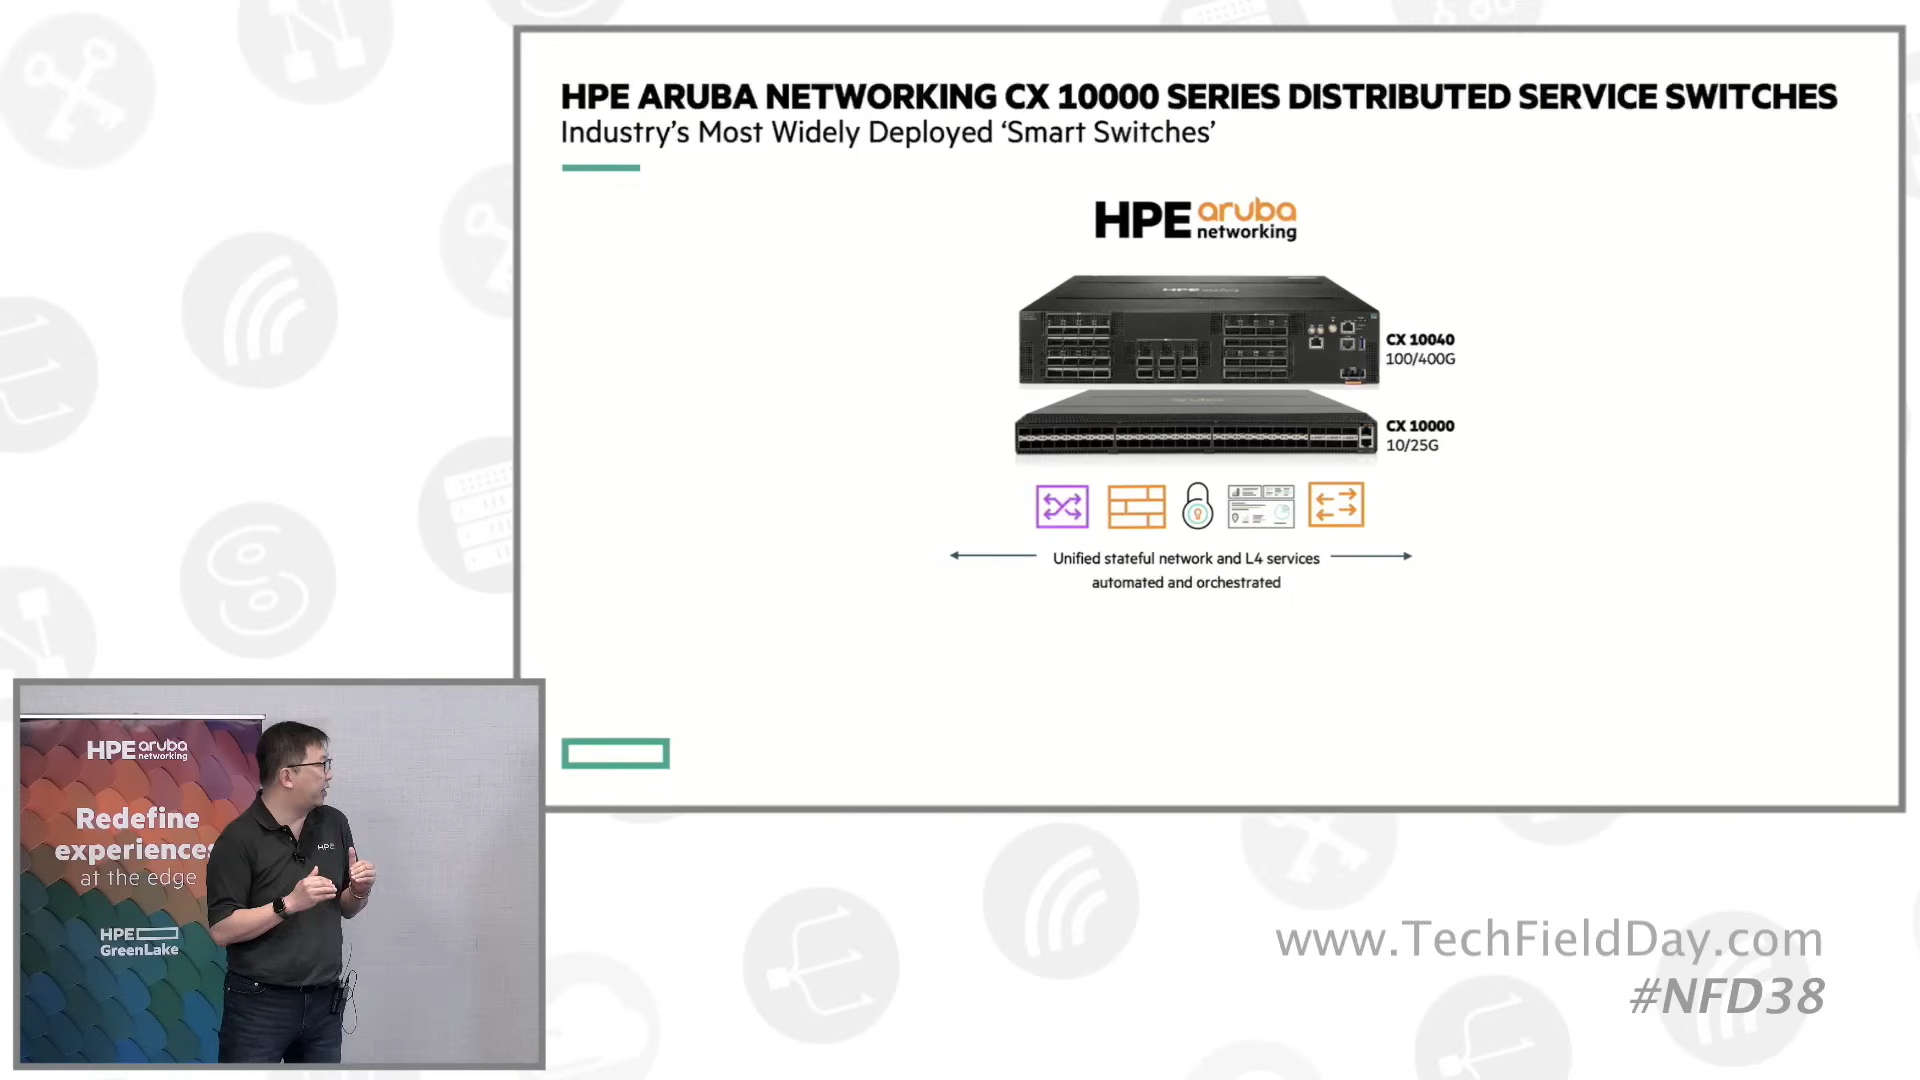 HPE ARUBA NETWORKING CX 10000 SERIES DISTRIBUTED SERVICE SWITCHES
Industry’s Most Widely Deployed ‘Smart Switches’
HPE aruba
networking
CX 10040
100/400G
CX 10000
10/25G
Unified stateful network and L4 services
automated and orchestrated
HPE aruba
networking
Redefine
experiences
at the edge
HPE
GreenLake
HPE
www.TechFieldDay.com
#NFD38